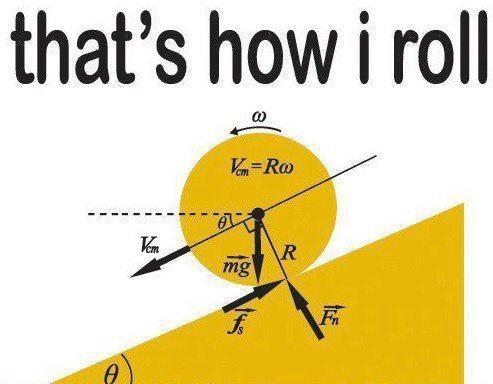 that's how i roll
ω
Vcm=Rω
θ
Vcm
mg
R
fs
Fn
θ